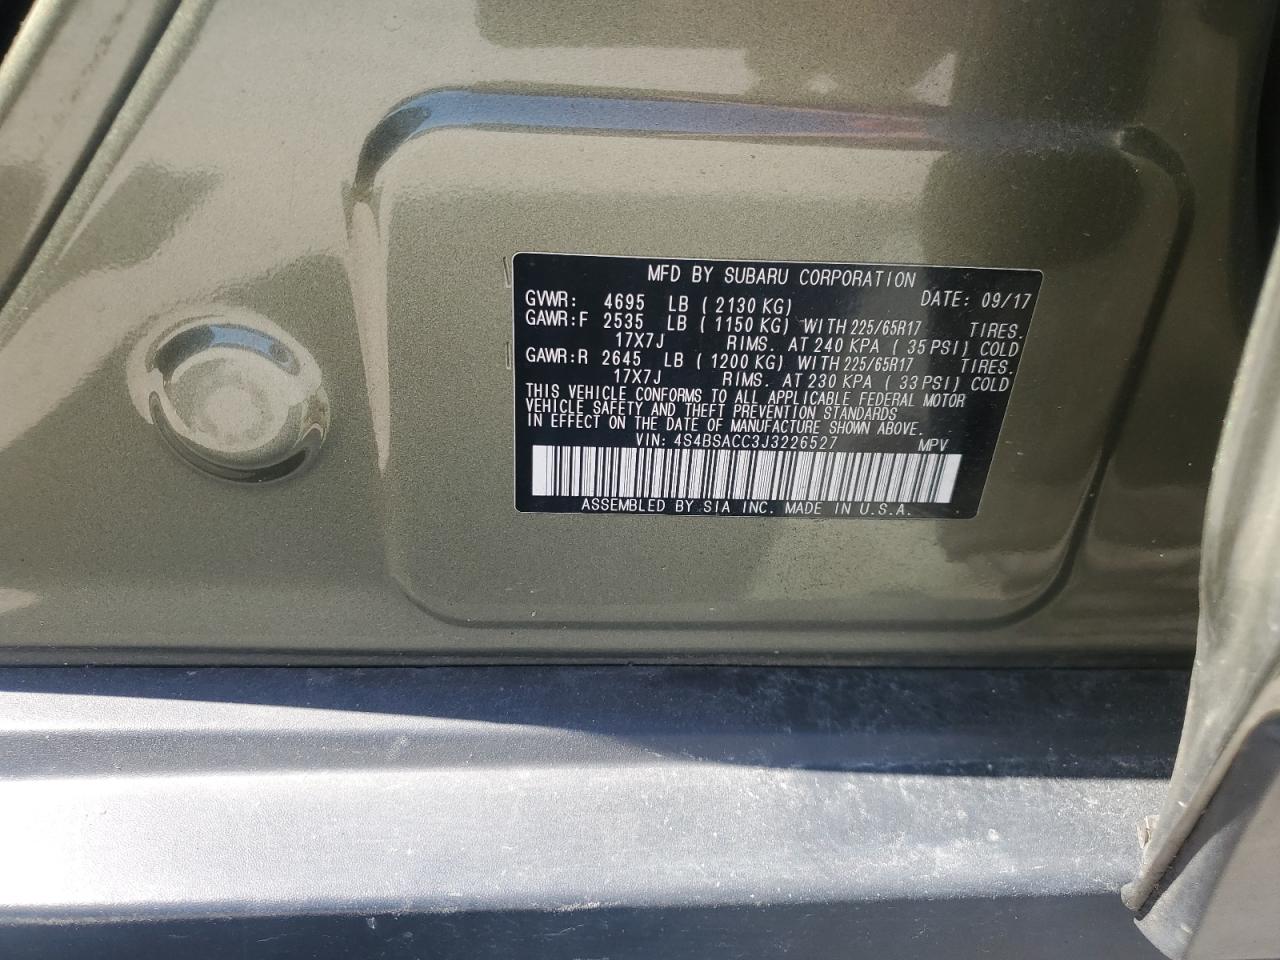 MFD BY SUBARU CORPORATION
GVWR: 4695 LB ( 2130 KG) DATE: 09/17
GAWR:F 2535 LB ( 1150 KG) WITH 225/65R17 TIRES.
17X7J RIMS. AT 240 KPA ( 35 PSI) COLD
GAWR:R 2645 LB ( 1200 KG) WITH 225/65R17 TIRES.
17X7J RIMS. AT 230 KPA ( 33 PSI) COLD
THIS VEHICLE CONFORMS TO ALL APPLICABLE FEDERAL MOTOR
VEHICLE SAFETY AND THEFT PREVENTION STANDARDS
IN EFFECT ON THE DATE OF MANUFACTURE SHOWN ABOVE.
VIN: 4S4BSACC3J3226527 MPV
ASSEMBLED BY SIA INC. MADE IN U.S.A.